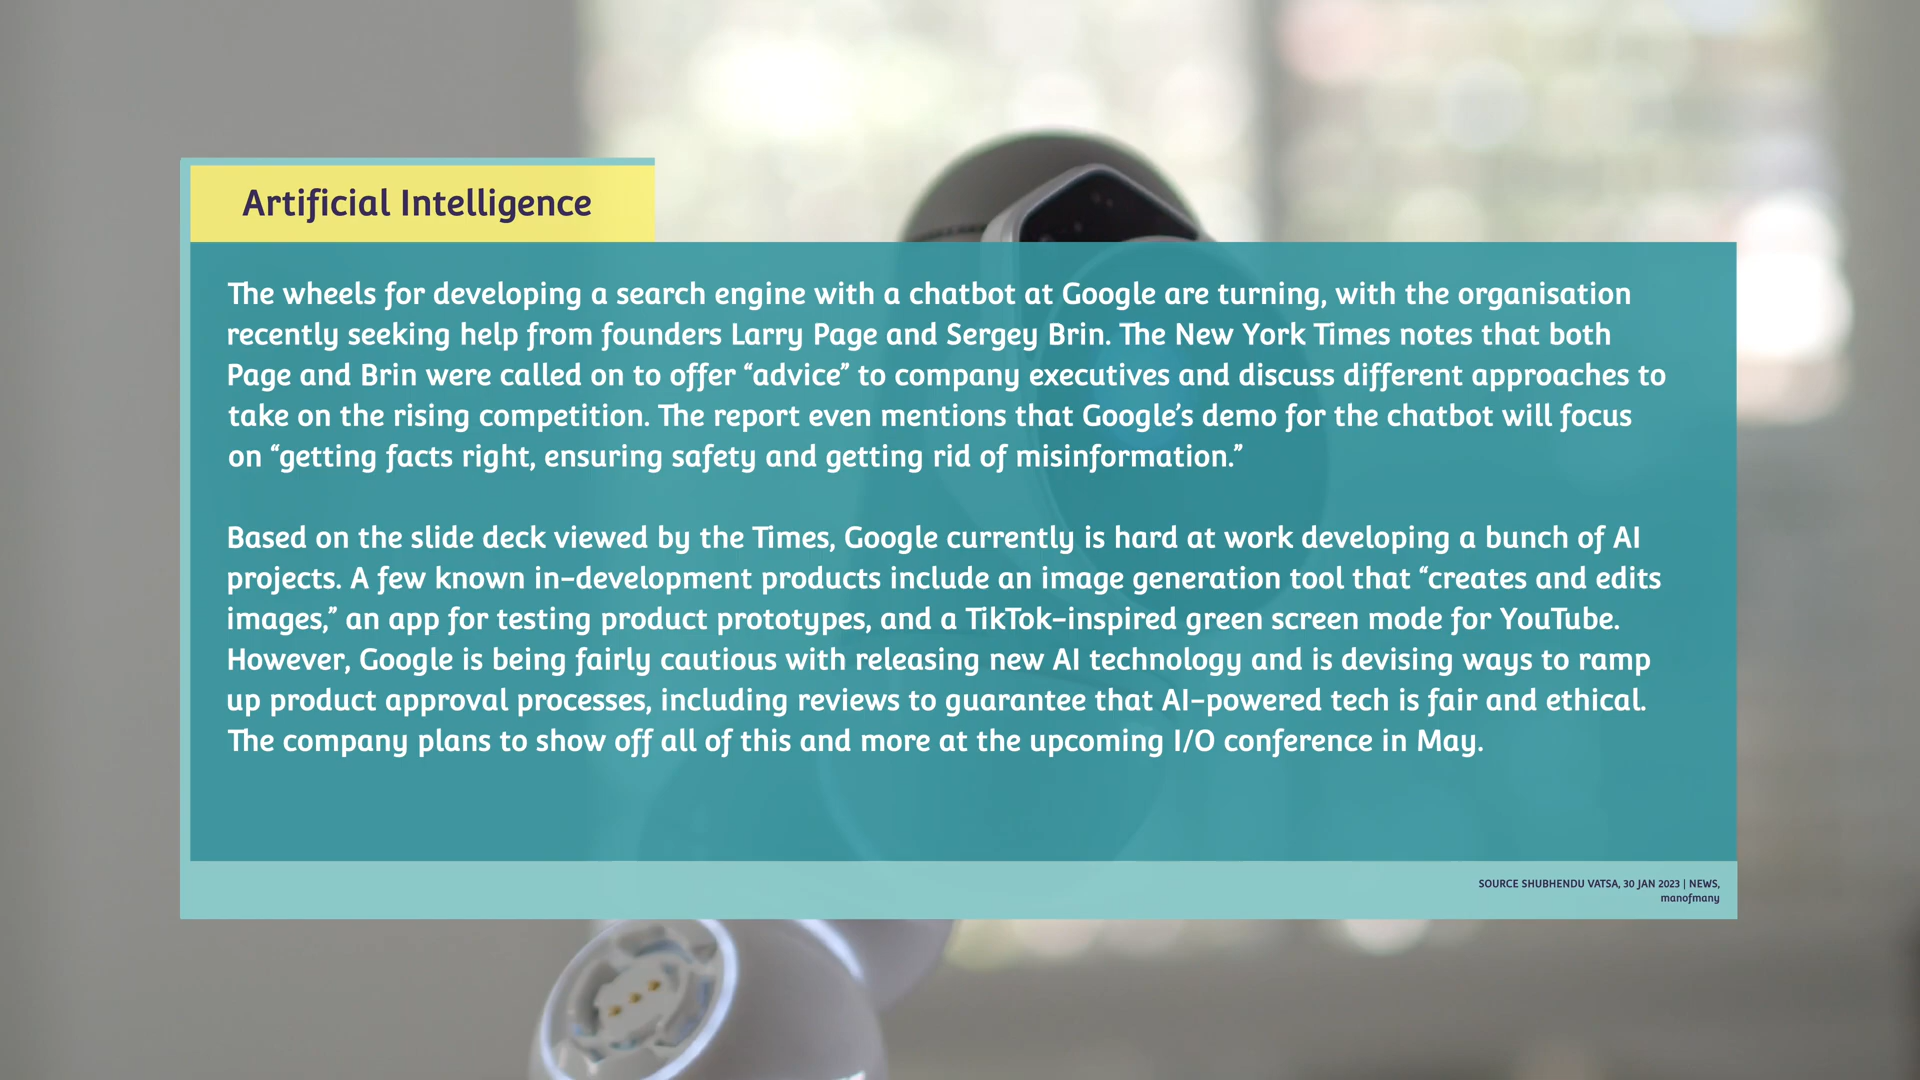 Artificial Intelligence
The wheels for developing a search engine with a chatbot at Google are turning, with the organisation
recently seeking help from founders Larry Page and Sergey Brin. The New York Times notes that both
Page and Brin were called on to offer “advice” to company executives and discuss different approaches to
take on the rising competition. The report even mentions that Google’s demo for the chatbot will focus
on “getting facts right, ensuring safety and getting rid of misinformation.”
Based on the slide deck viewed by the Times, Google currently is hard at work developing a bunch of AI
projects. A few known in-development products include an image generation tool that “creates and edits
images,” an app for testing product prototypes, and a TikTok-inspired green screen mode for YouTube.
However, Google is being fairly cautious with releasing new AI technology and is devising ways to ramp
up product approval processes, including reviews to guarantee that AI-powered tech is fair and ethical.
The company plans to show off all of this and more at the upcoming I/O conference in May.
SOURCE SHUBHENDU VATSA, 30 JAN 2023 | NEWS,
manofmany